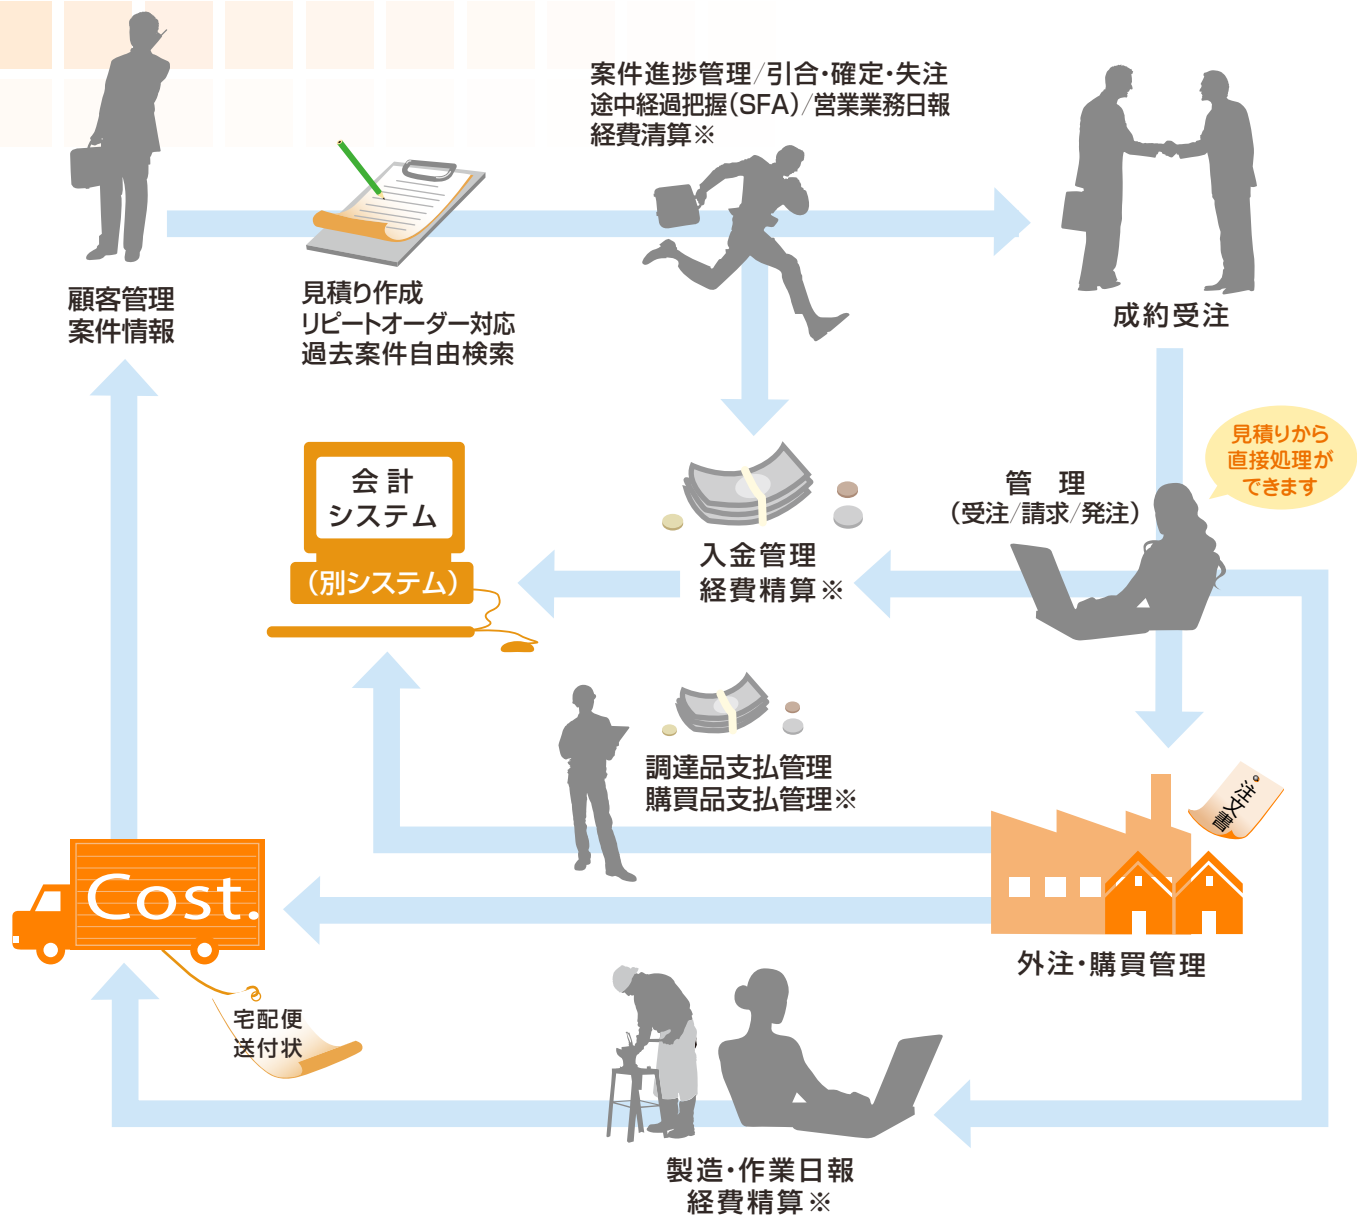 案件進捗管理/引合・確定・失注
途中経過把握(SFA)/営業業務日報
経費清算※
顧客管理
案件情報
見積り作成
リピートオーダー対応
過去案件自由検索
成約受注
見積りから
直接処理が
できます
管 理
(受注/請求/発注)
会計
システム
(別システム)
入金管理
経費精算※
調達品支払管理
購買品支払管理※
注文書
外注・購買管理
Cost.
宅配便
送付状
製造・作業日報
経費精算※